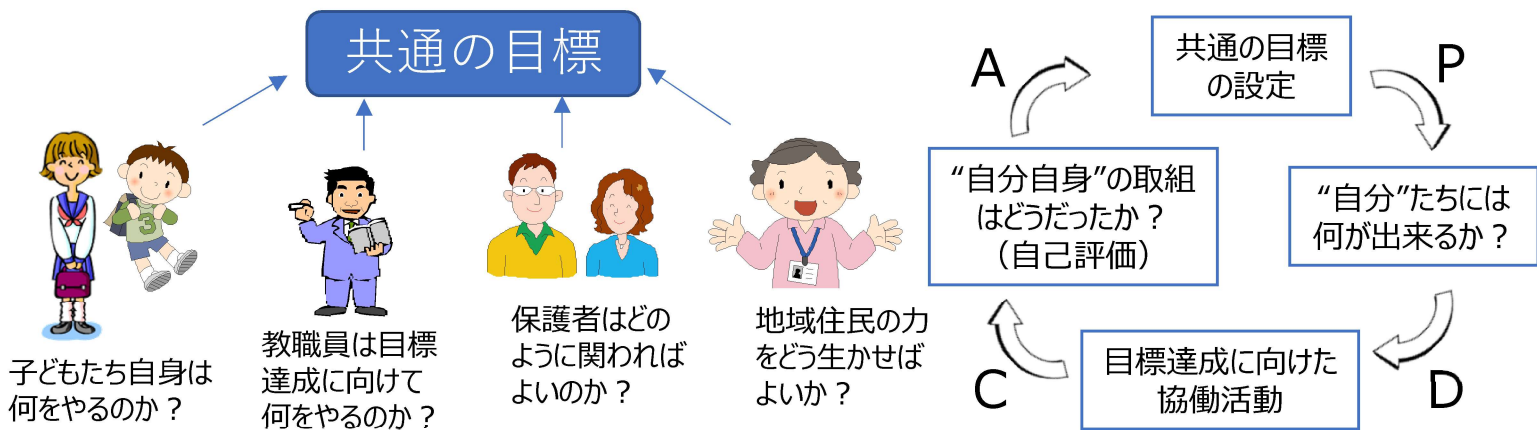 共通の目標
子どもたち自身は
何をやるのか？
教職員は目標
達成に向けて
何をやるのか？
保護者はどの
ように関われば
よいのか？
地域住民の力
をどう生かせば
よいか？
A
共通の目標
の設定
P
“自分自身”の取組
はどうだったか？
（自己評価）
“自分”たちには
何が出来るか？
C
目標達成に向けた
協働活動
D
3